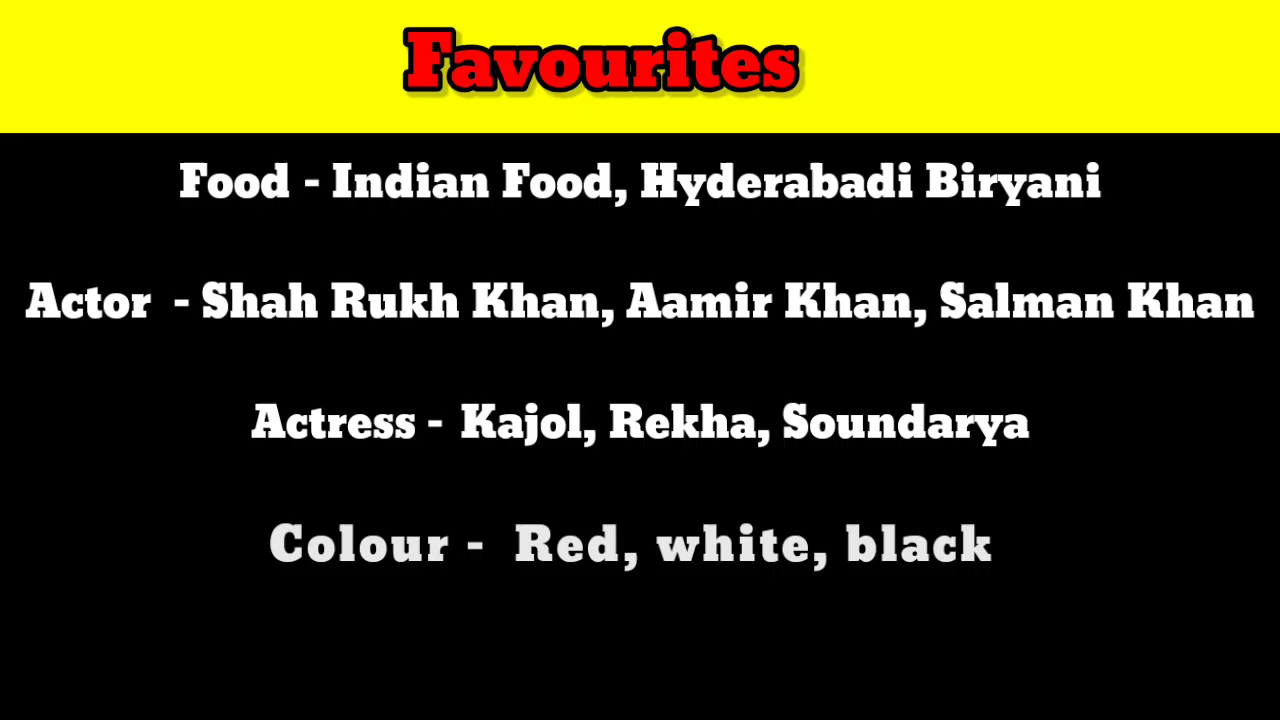 Favourites
Food - Indian Food, Hyderabadi Biryani
Actor - Shah Rukh Khan, Aamir Khan, Salman Khan
Actress - Kajol, Rekha, Soundarya
Colour - Red, white, black